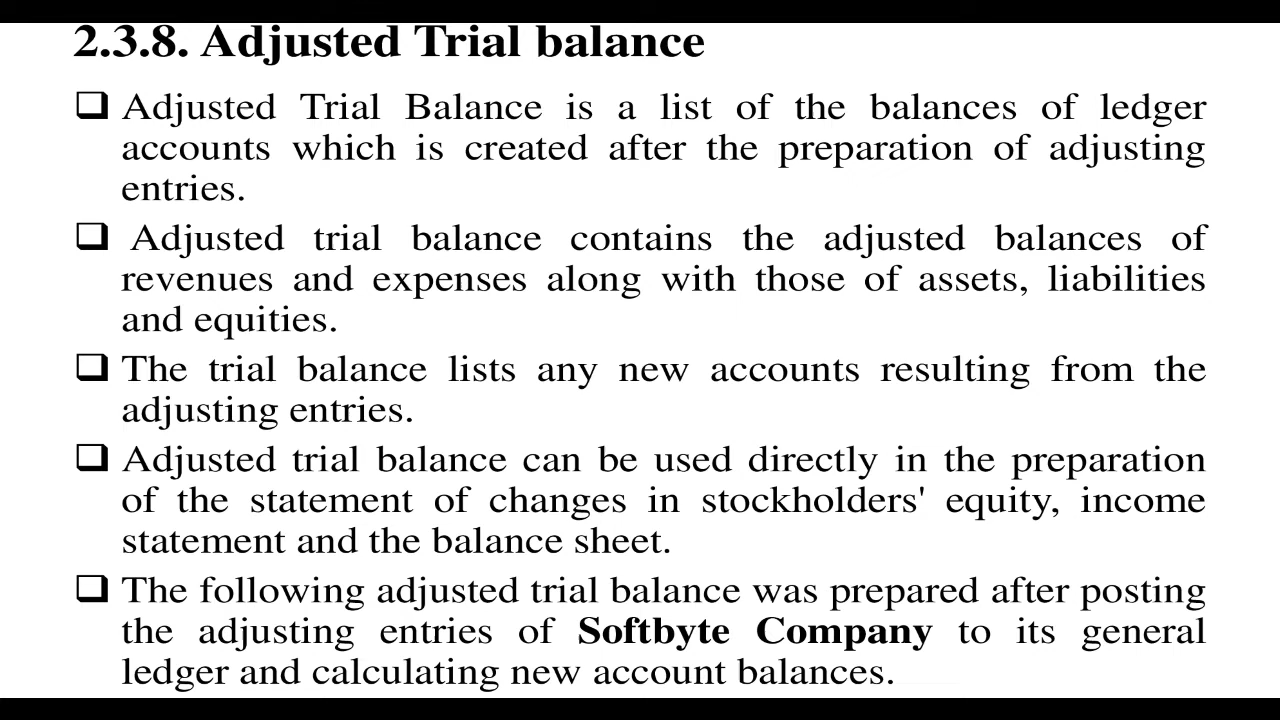 2.3.8. Adjusted Trial balance
❑ Adjusted Trial Balance is a list of the balances of ledger
accounts which is created after the preparation of adjusting
entries.
❑ Adjusted trial balance contains the adjusted balances of
revenues and expenses along with those of assets, liabilities
and equities.
❑ The trial balance lists any new accounts resulting from the
adjusting entries.
❑ Adjusted trial balance can be used directly in the preparation
of the statement of changes in stockholders' equity, income
statement and the balance sheet.
❑ The following adjusted trial balance was prepared after posting
the adjusting entries of Softbyte Company to its general
ledger and calculating new account balances.